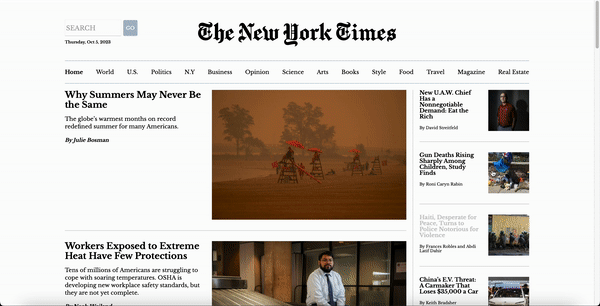 SEARCH GO
The New York Times
Thursday, Oct 5, 2023
Home World U.S. Politics N.Y Business Opinion Science Arts Books Style Food Travel Magazine Real Estate
Why Summers May Never Be
the Same
The globe's warmest months on record
redefined summer for many Americans.
By Julie Bosman
Workers Exposed to Extreme
Heat Have Few Protections
Tens of millions of Americans are struggling
to cope with soaring temperatures. OSHA is
developing new workplace safety standards, but
they are not yet complete.
New U.A.W. Chief
Has a
Nonnegotiable
Demand: Eat the
Rich
By David Streitfeld
Gun Deaths Rising
Sharply Among
Children, Study
Finds
By Roni Caryn Rabin
Haiti, Desperate for
Peace, Turns to
Police Notorious for
Violence
By Frances Robles and Abdi
Latif Dahir
China's E.V. Threat:
A Carmaker That
Loses $35,000 a Car
By Keith Bradsher